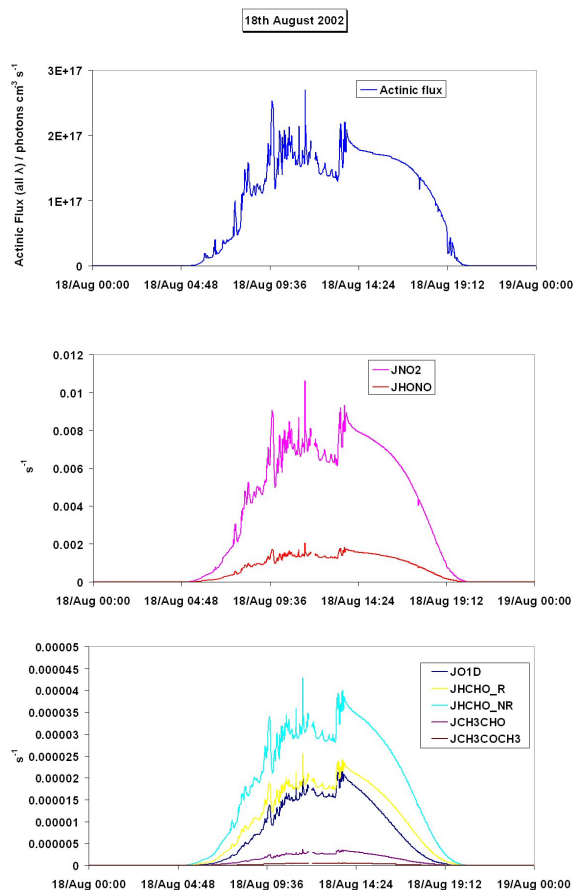 18th August 2002
Actinic Flux (all λ) / photons cm³ s⁻¹
3E+17
2E+17
1E+17
0
Actinic flux
18/Aug 00:00 18/Aug 04:48 18/Aug 09:36 18/Aug 14:24 18/Aug 19:12 19/Aug 00:00
s⁻¹
0.012
0.01
0.008
0.006
0.004
0.002
0
JNO2
JHONO
18/Aug 00:00 18/Aug 04:48 18/Aug 09:36 18/Aug 14:24 18/Aug 19:12 19/Aug 00:00
s⁻¹
0.00005
0.000045
0.00004
0.000035
0.00003
0.000025
0.00002
0.000015
0.00001
0.000005
0
JO1D
JHCHO_R
JHCHO_NR
JCH3CHO
JCH3COCH3
18/Aug 00:00 18/Aug 04:48 18/Aug 09:36 18/Aug 14:24 18/Aug 19:12 19/Aug 00:00